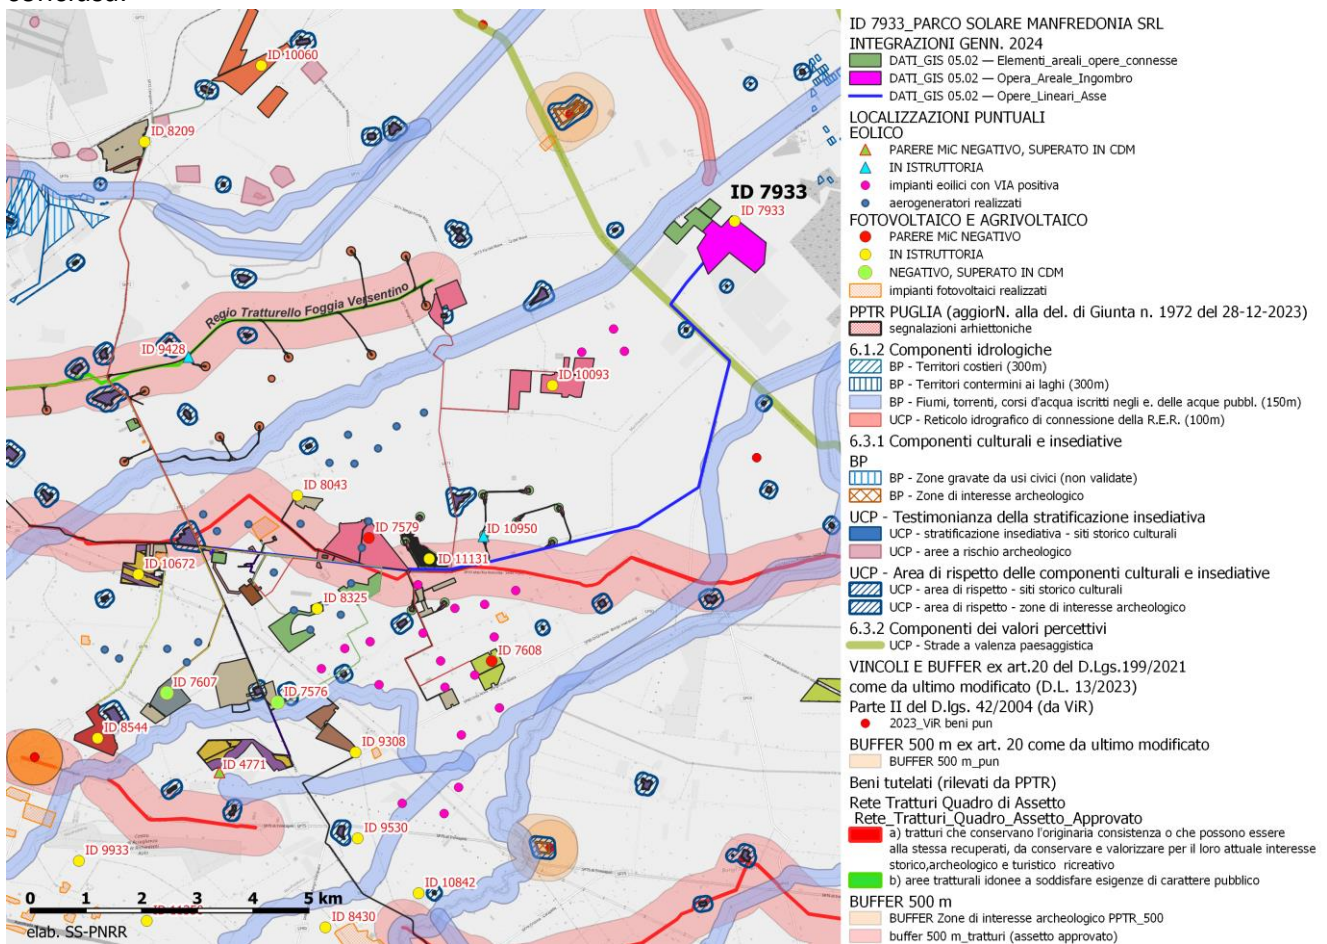 ID 10060
ID 8209
ID 7933
ID 7933
Regio Tratturello Foggia Versentino
ID 9428
ID 10093
ID 8043
ID 7579
ID 10950
ID 11131
ID 10672
ID 8325
ID 7608
ID 7607
ID 7576
ID 8544
ID 9308
ID 4771
ID 9530
ID 9933
ID 10842
ID 8430
0 1 2 3 4 5 km
elab. SS-PNRR
ID 7933_PARCO SOLARE MANFREDONIA SRL
INTEGRAZIONI GENN. 2024
DATI_GIS 05.02 — Elementi_areali_opere_connesse
DATI_GIS 05.02 — Opera_Areale_Ingombro
DATI_GIS 05.02 — Opere_Lineari_Asse
LOCALIZZAZIONI PUNTUALI
EOLICO
PARERE MiC NEGATIVO, SUPERATO IN CDM
IN ISTRUTTORIA
impianti eoilici con VIA positiva
aerogeneratori realizzati
FOTOVOLTAICO E AGRIVOLTAICO
PARERE MiC NEGATIVO
IN ISTRUTTORIA
NEGATIVO, SUPERATO IN CDM
impianti fotovoltaici realizzati
PPTR PUGLIA (aggiorN. alla del. di Giunta n. 1972 del 28-12-2023)
segnalazioni arhiettoniche
6.1.2 Componenti idrologiche
BP - Territori costieri (300m)
BP - Territori contermini ai laghi (300m)
BP - Fiumi, torrenti, corsi d'acqua iscritti negli e. delle acque pubbl. (150m)
UCP - Reticolo idrografico di connessione della R.E.R. (100m)
6.3.1 Componenti culturali e insediative
BP
BP - Zone gravate da usi civici (non validate)
BP - Zone di interesse archeologico
UCP - Testimonianza della stratificazione insediativa
UCP - stratificazione insediativa - siti storico culturali
UCP - aree a rischio archeologico
UCP - Area di rispetto delle componenti culturali e insediative
UCP - area di rispetto - siti storico culturali
UCP - area di rispetto - zone di interesse archeologico
6.3.2 Componenti dei valori percettivi
UCP - Strade a valenza paesaggistica
VINCOLI E BUFFER ex art.20 del D.Lgs.199/2021
come da ultimo modificato (D.L. 13/2023)
Parte II del D.lgs. 42/2004 (da ViR)
2023_ViR beni pun
BUFFER 500 m ex art. 20 come da ultimo modificato
BUFFER 500 m_pun
Beni tutelati (rilevati da PPTR)
Rete Tratturi Quadro di Assetto
Rete_Tratturi_Quadro_Assetto_Approvato
a) tratturi che conservano l'originaria consistenza o che possono essere
alla stessa recuperati, da conservare e valorizzare per il loro attuale interesse
storico,archeologico e turistico ricreativo
b) aree tratturali idonee a soddisfare esigenze di carattere pubblico
BUFFER 500 m
BUFFER Zone di interesse archeologico PPTR_500
buffer 500 m_tratturi (assetto approvato)